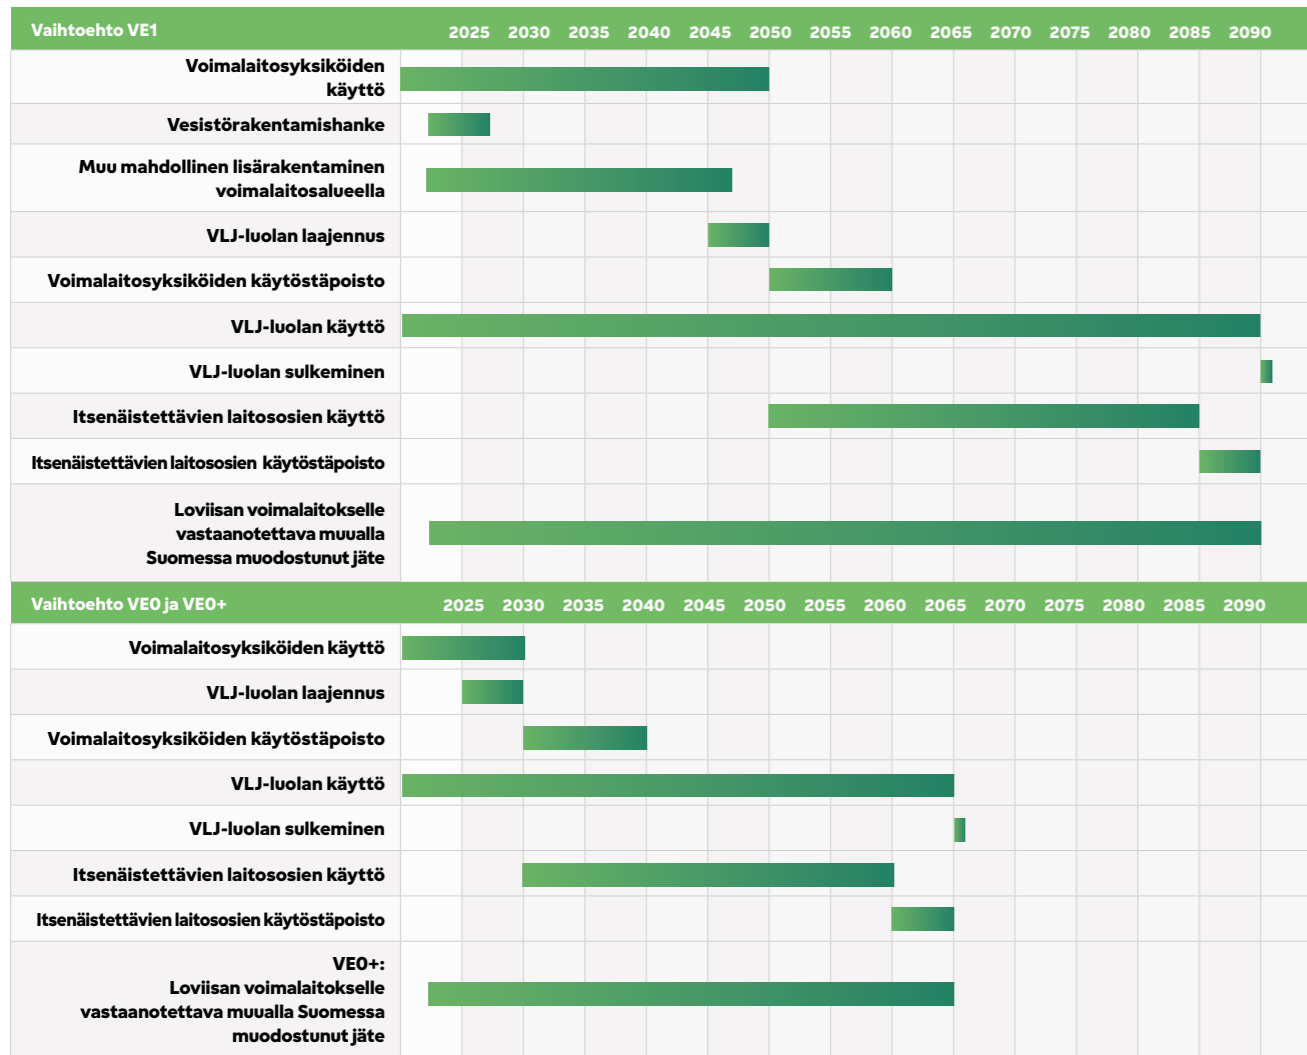 Vaihtoehto VE1 2025 2030 2035 2040 2045 2050 2055 2060 2065 2070 2075 2080 2085 2090
Voimalaitosyksiköiden
käyttö
Vesistörakentamishanke
Muu mahdollinen lisärakentaminen
voimalaitosalueella
VLJ-luolan laajennus
Voimalaitosyksiköiden käytöstäpoisto
VLJ-luolan käyttö
VLJ-luolan sulkeminen
Itsenäistettävien laitososien käyttö
Itsenäistettävien laitososien käytöstäpoisto
Loviisan voimalaitokselle
vastaanotettava muualla
Suomessa muodostunut jäte
Vaihtoehto VE0 ja VE0+ 2025 2030 2035 2040 2045 2050 2055 2060 2065 2070 2075 2080 2085 2090
Voimalaitosyksiköiden käyttö
VLJ-luolan laajennus
Voimalaitosyksiköiden käytöstäpoisto
VLJ-luolan käyttö
VLJ-luolan sulkeminen
Itsenäistettävien laitososien käyttö
Itsenäistettävien laitososien käytöstäpoisto
VE0+:
Loviisan voimalaitokselle
vastaanotettava muualla Suomessa
muodostunut jäte